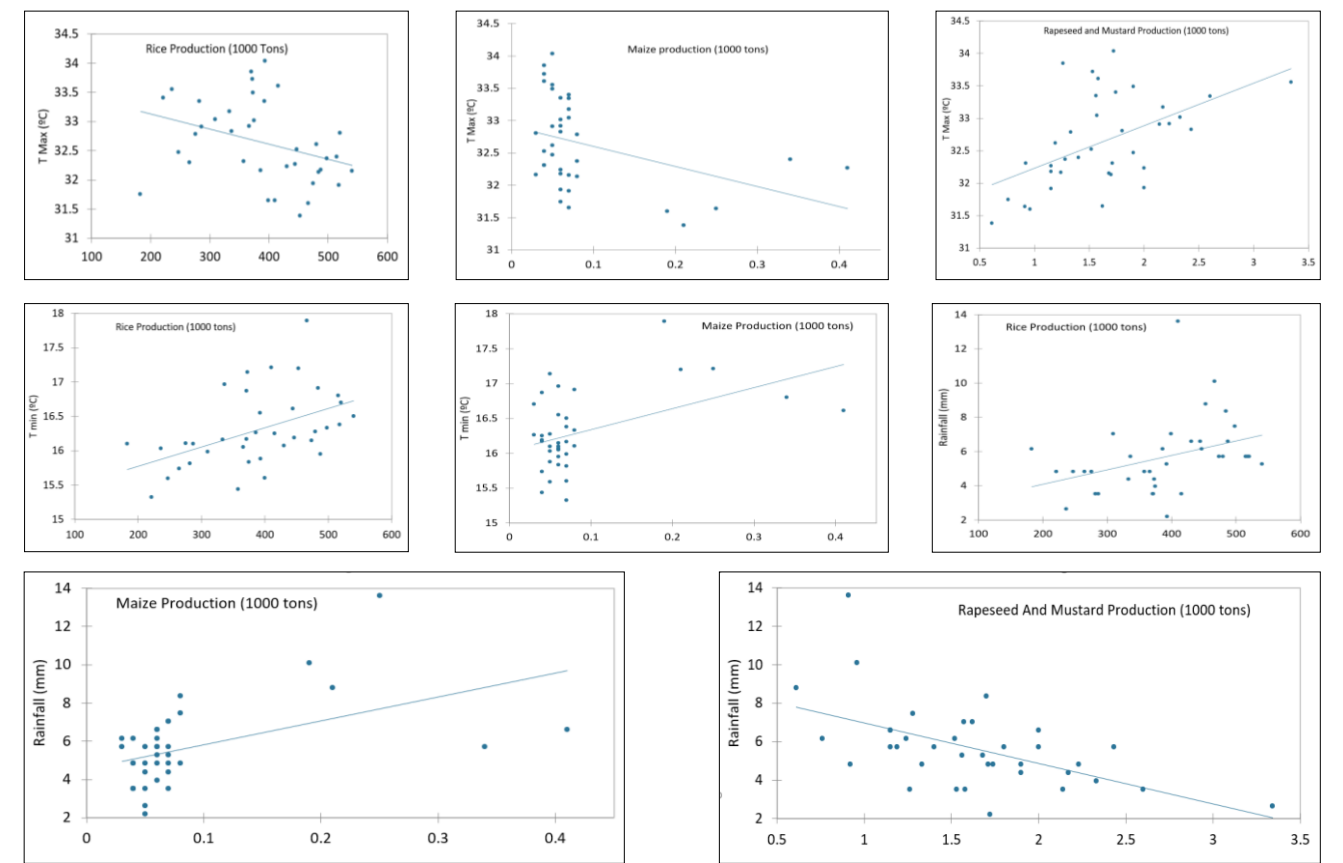 Rice Production (1000 Tons)
T Max (ºC)
34.5
34
33.5
33
32.5
32
31.5
31
100 200 300 400 500 600
Maize production (1000 tons)
T Max (ºC)
34.5
34
33.5
33
32.5
32
31.5
31
0 0.1 0.2 0.3 0.4
Rapeseed and Mustard Production (1000 tons)
T Max (ºC)
34.5
34
33.5
33
32.5
32
31.5
31
0.5 1 1.5 2 2.5 3 3.5
Rice Production (1000 tons)
T min (ºC)
18
17.5
17
16.5
16
15.5
15
100 200 300 400 500 600
Maize Production (1000 tons)
T min (ºC)
18
17.5
17
16.5
16
15.5
15
0 0.1 0.2 0.3 0.4
Rice Production (1000 tons)
Rainfall (mm)
14
12
10
8
6
4
2
100 200 300 400 500 600
Maize Production (1000 tons)
Rainfall (mm)
14
12
10
8
6
4
2
0 0.1 0.2 0.3 0.4
Rapeseed And Mustard Production (1000 tons)
Rainfall (mm)
14
12
10
8
6
4
2
0.5 1 1.5 2 2.5 3 3.5